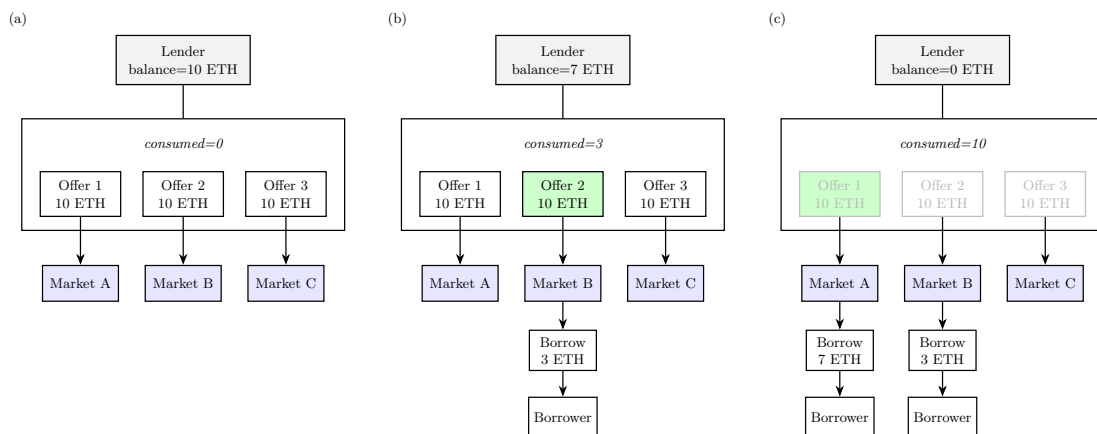 (a)
Lender
balance=10 ETH
consumed=0
Offer 1
10 ETH
Offer 2
10 ETH
Offer 3
10 ETH
Market A
Market B
Market C
(b)
Lender
balance=7 ETH
consumed=3
Offer 1
10 ETH
Offer 2
10 ETH
Offer 3
10 ETH
Market A
Market B
Market C
Borrow
3 ETH
Borrower
(c)
Lender
balance=0 ETH
consumed=10
Offer 1
10 ETH
Offer 2
10 ETH
Offer 3
10 ETH
Market A
Market B
Market C
Borrow
7 ETH
Borrow
3 ETH
Borrower
Borrower